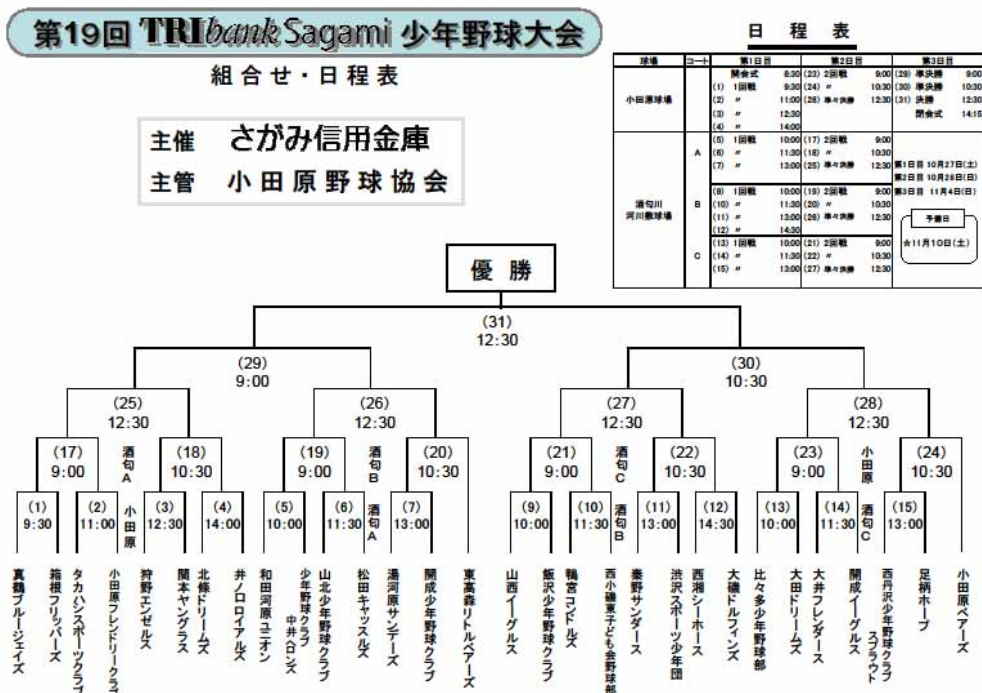 第19回 TRIbank Sagami 少年野球大会
組合せ・日程表
主催 さがみ信用金庫
主管 小田原野球協会
日 程 表
球場 コート 第1日目 第2日目 第3日目
小田原球場
開会式 8:30 (23) 2回戦 9:00 (29) 準決勝 9:00
(1) 1回戦 9:30 (24) 〃 10:30 (30) 準決勝 10:30
(2) 〃 11:00 (28) 準々決勝 12:30 (31) 決勝 12:30
(3) 〃 12:30 閉会式 14:15
(4) 〃 14:00
酒匂川
河川敷球場
A
(5) 1回戦 10:00 (17) 2回戦 9:00
(6) 〃 11:30 (18) 〃 10:30
(7) 〃 13:00 (25) 準々決勝 12:30
B
(9) 1回戦 10:00 (19) 2回戦 9:00
(10) 〃 11:30 (20) 〃 10:30
(11) 〃 13:00 (26) 準々決勝 12:30
(12) 〃 14:30
C
(13) 1回戦 10:00 (21) 2回戦 9:00
(14) 〃 11:30 (22) 〃 10:30
(15) 〃 13:00 (27) 準々決勝 12:30
第1日目 10月27日(土)
第2日目 10月28日(日)
第3日目 11月4日(日)
予備日
☆11月10日(土)
優 勝
(31)
12:30
(29)
9:00
(30)
10:30
(25)
12:30
(26)
12:30
(27)
12:30
(28)
12:30
(17)
9:00
酒匂A
(18)
10:30
(19)
9:00
酒匂B
(20)
10:30
(21)
9:00
酒匂C
(22)
10:30
(23)
9:00
小田原
(24)
10:30
(1)
9:30
(2)
11:00
小田原
(3)
12:30
(4)
14:00
(5)
10:00
(6)
11:30
酒匂A
(7)
13:00
(9)
10:00
(10)
11:30
酒匂B
(11)
13:00
(12)
14:30
(13)
10:00
(14)
11:30
酒匂C
(15)
13:00
真鶴ブルージェイズ
箱根フリッパーズ
タカハシスポーツクラブ
小田原フレンドリークラブ
狩野エンゼルス
関本ヤングラス
北條ドリームズ
井ノ口ロイアルズ
和田河原ユニオン
少年野球クラブ
中井ヘロンズ
山北少年野球クラブ
松田キャッスルズ
湯河原サンデーズ
開成少年野球クラブ
東富森リトルベアーズ
山西イーグルス
飯沢少年野球クラブ
鴨宮コンドルズ
西小磯東子ども会野球部
秦野サンダース
渋沢スポーツ少年団
西湘シーホース
大磯ドルフィンズ
比々多少年野球部
大田ドリームズ
大井フレンダース
開成イーグルス
西丹沢少年野球クラブ
スプラウト
足柄ホープ
小田原ベアーズ